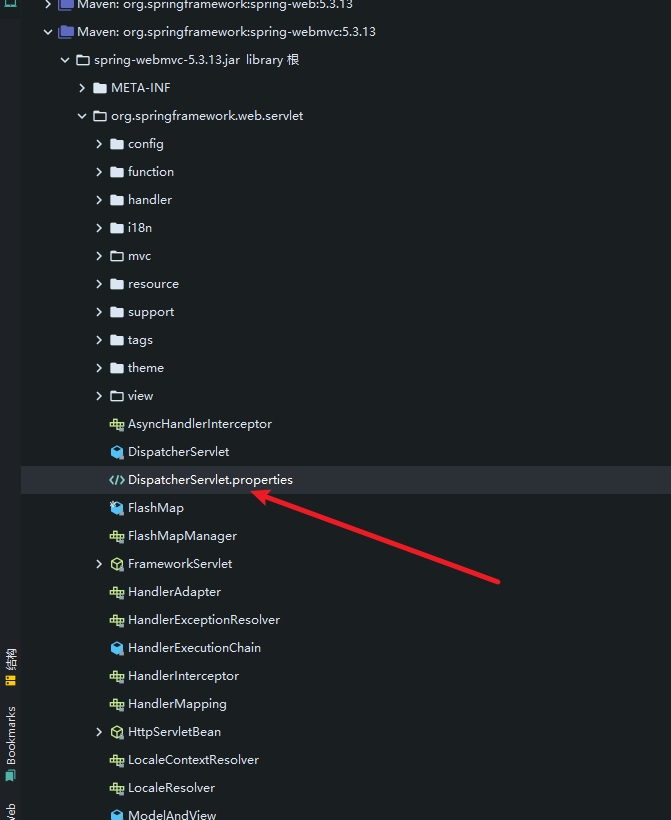 Maven: org.springframework:spring-web:5.3.13
Maven: org.springframework:spring-webmvc:5.3.13
spring-webmvc-5.3.13.jar library 根
META-INF
org.springframework.web.servlet
config
function
handler
i18n
mvc
resource
support
tags
theme
view
AsyncHandlerInterceptor
DispatcherServlet
DispatcherServlet.properties
FlashMap
FlashMapManager
FrameworkServlet
HandlerAdapter
HandlerExceptionResolver
HandlerExecutionChain
HandlerInterceptor
HandlerMapping
HttpServletBean
LocaleContextResolver
LocaleResolver
ModelAndView
结构
Bookmarks